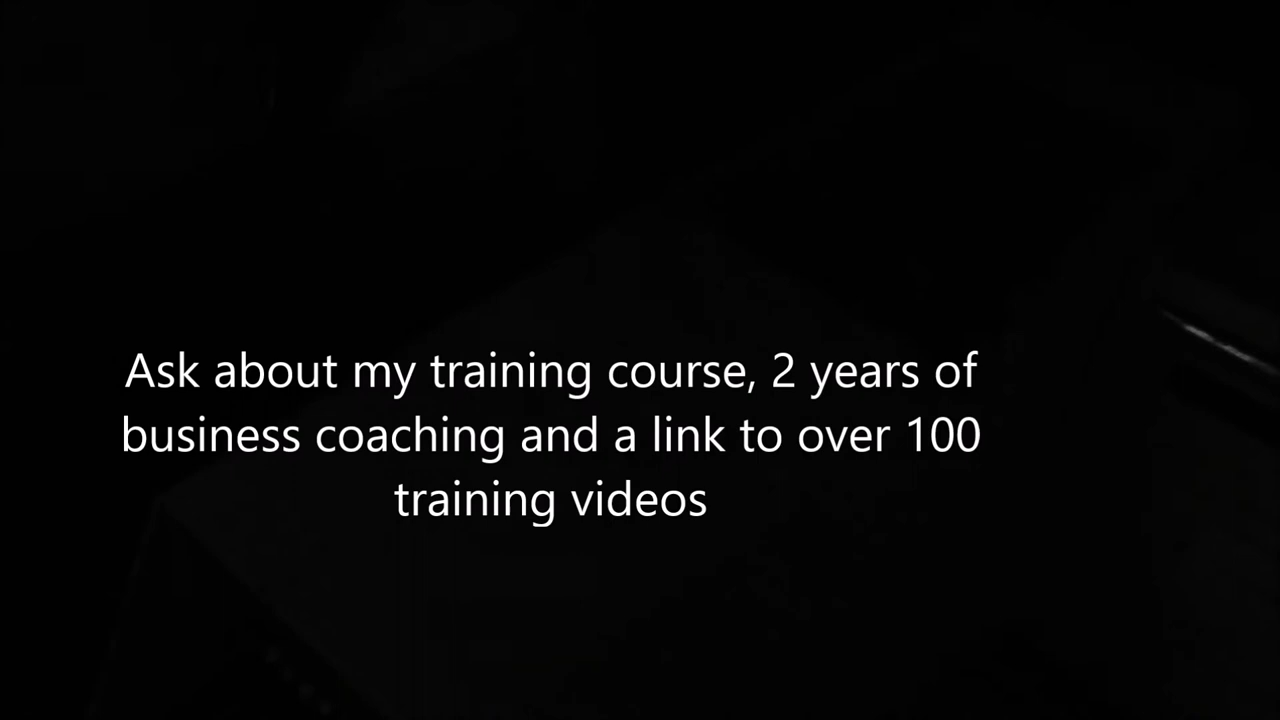 Ask about my training course, 2 years of
business coaching and a link to over 100
training videos